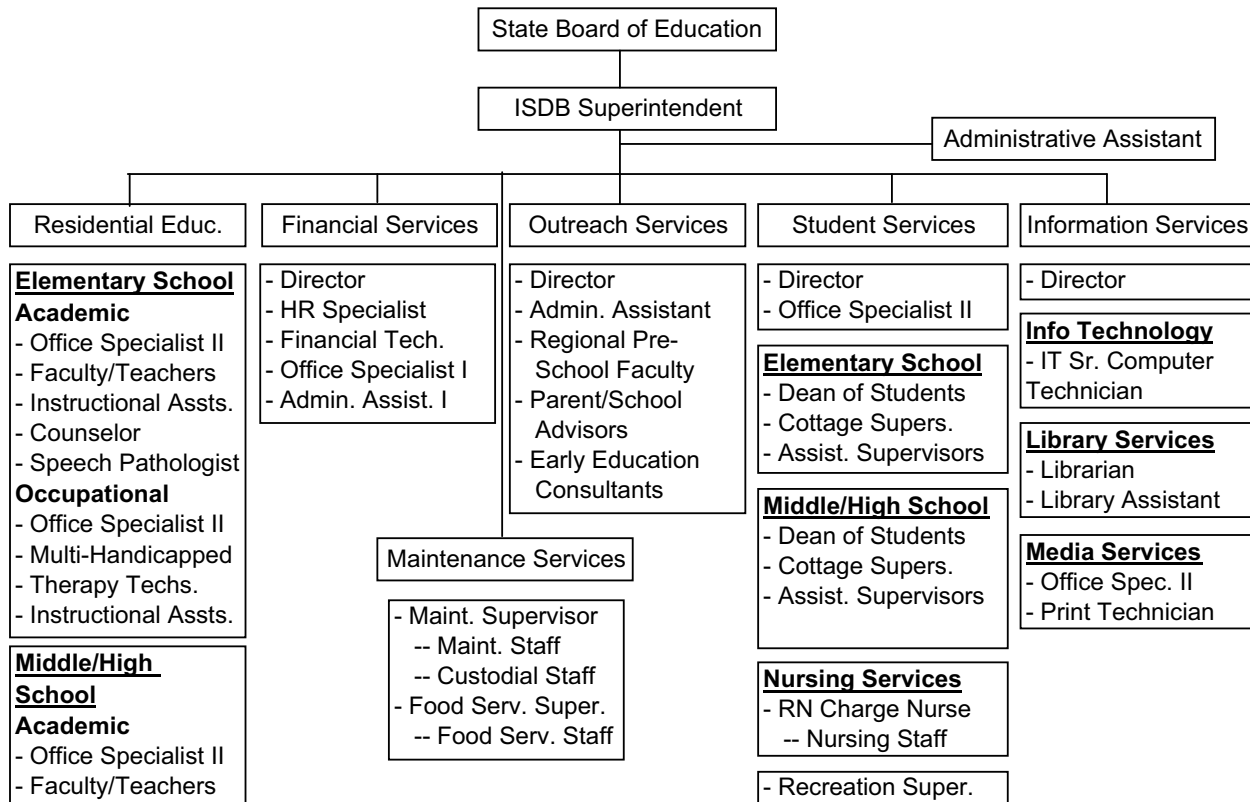 State Board of Education
ISDB Superintendent
Administrative Assistant
Residential Educ.
Elementary School
Academic
- Office Specialist II
- Faculty/Teachers
- Instructional Assts.
- Counselor
- Speech Pathologist
Occupational
- Office Specialist II
- Multi-Handicapped
- Therapy Techs.
- Instructional Assts.
Middle/High
School
Academic
- Office Specialist II
- Faculty/Teachers
Financial Services
- Director
- HR Specialist
- Financial Tech.
- Office Specialist I
- Admin. Assist. I
Maintenance Services
- Maint. Supervisor
-- Maint. Staff
-- Custodial Staff
- Food Serv. Super.
-- Food Serv. Staff
Outreach Services
- Director
- Admin. Assistant
- Regional Pre-
School Faculty
- Parent/School
Advisors
- Early Education
Consultants
Student Services
- Director
- Office Specialist II
Elementary School
- Dean of Students
- Cottage Supers.
- Assist. Supervisors
Middle/High School
- Dean of Students
- Cottage Supers.
- Assist. Supervisors
Nursing Services
- RN Charge Nurse
-- Nursing Staff
- Recreation Super.
Information Services
- Director
Info Technology
- IT Sr. Computer
Technician
Library Services
- Librarian
- Library Assistant
Media Services
- Office Spec. II
- Print Technician